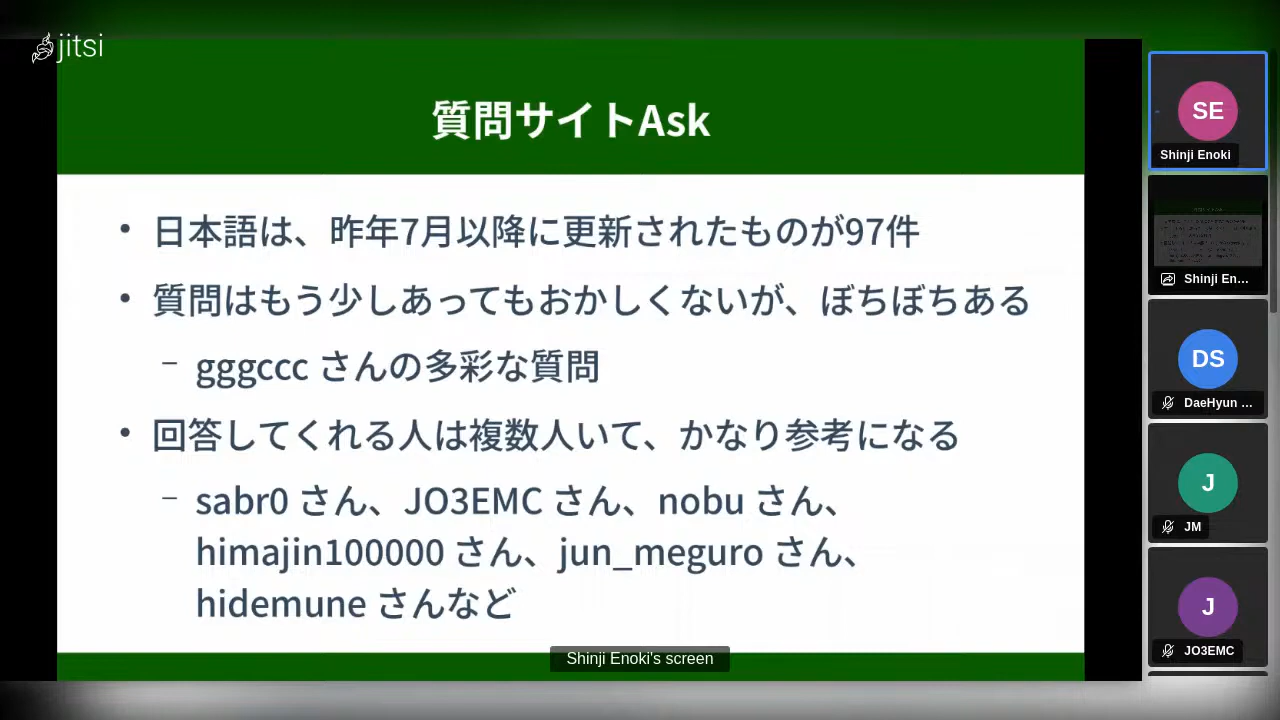 jitsi
質問サイトAsk
• 日本語は、昨年7月以降に更新されたものが97件
• 質問はもう少しあってもおかしくないが、ぼちぼちある
– gggccc さんの多彩な質問
• 回答してくれる人は複数人いて、かなり参考になる
– sabr0 さん、JO3EMC さん、nobu さん、
himajin100000 さん、jun_meguro さん、
hidemune さんなど
Shinji Enoki's screen
SE
Shinji Enoki
Shinji En...
DS
DaeHyun ...
J
JM
J
JO3EMC